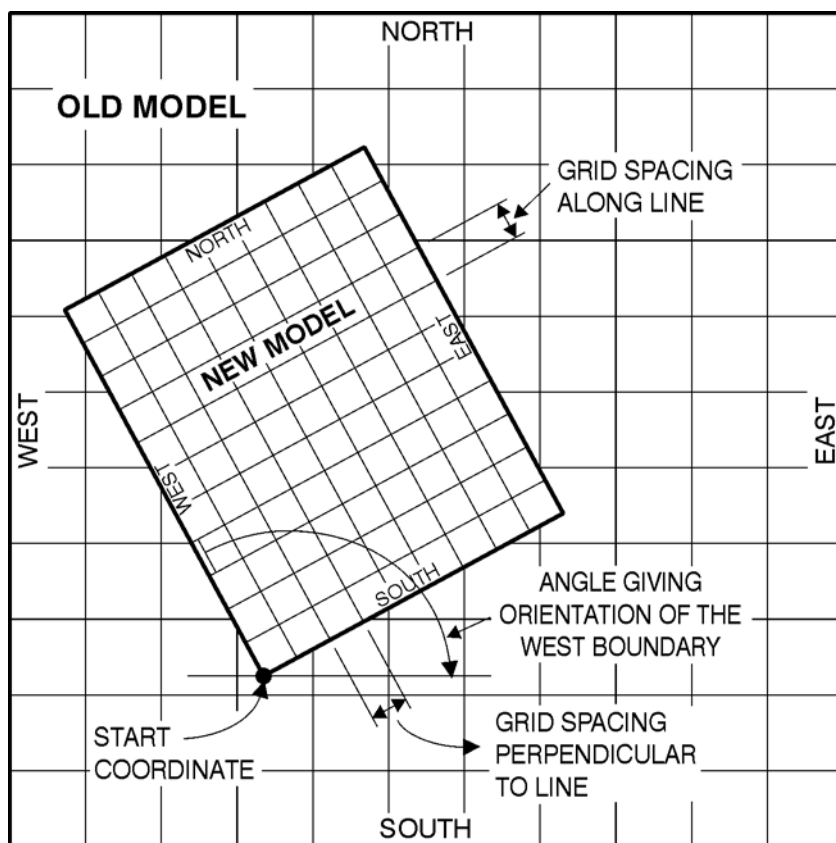 NORTH
OLD MODEL
GRID SPACING
ALONG LINE
NORTH
NEW MODEL
EAST
WEST
EAST
WEST
SOUTH
ANGLE GIVING
ORIENTATION OF THE
WEST BOUNDARY
START
COORDINATE
GRID SPACING
PERPENDICULAR
TO LINE
SOUTH